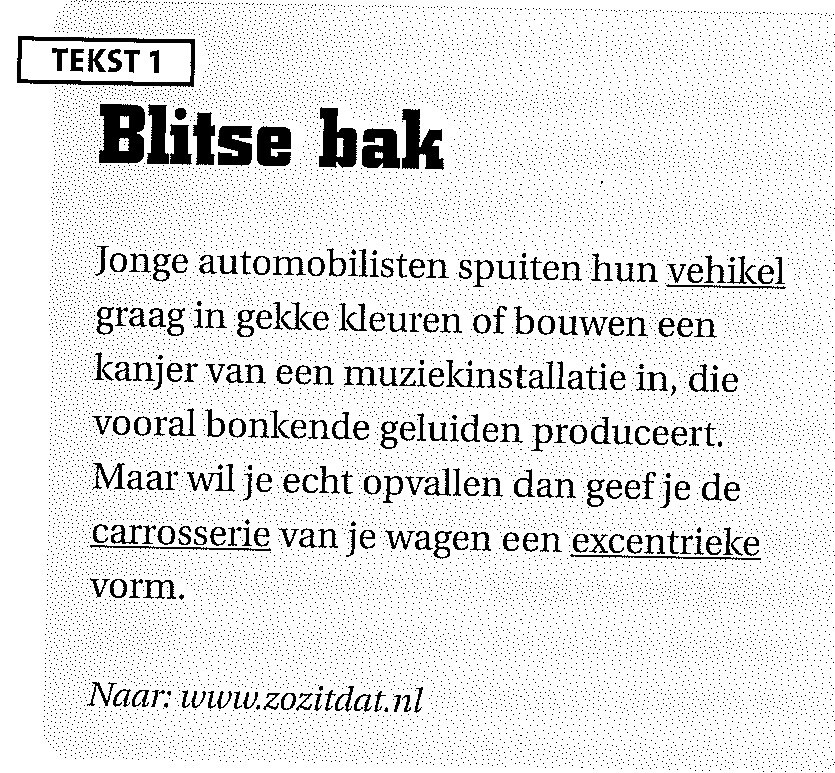 TEKST 1
Blitse bak
Jonge automobilisten spuiten hun vehikel
graag in gekke kleuren of bouwen een
kanjer van een muziekinstallatie in, die
vooral bonkende geluiden produceert.
Maar wil je echt opvallen dan geef je de
carrosserie van je wagen een excentrieke
vorm.
Naar: www.zozitdat.nl